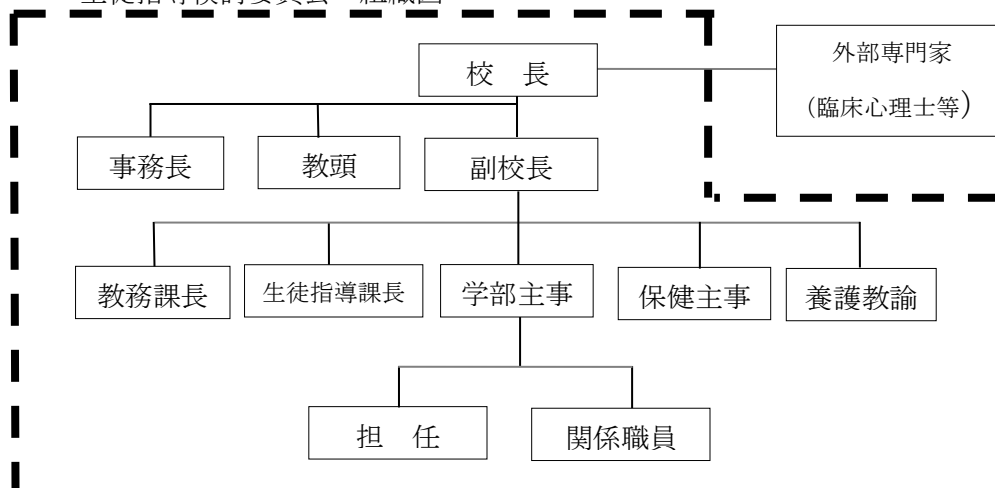 校　長
外部専門家
(臨床心理士等)
事務長
教頭
副校長
教務課長
生徒指導課長
学部主事
保健主事
養護教諭
担　任
関係職員